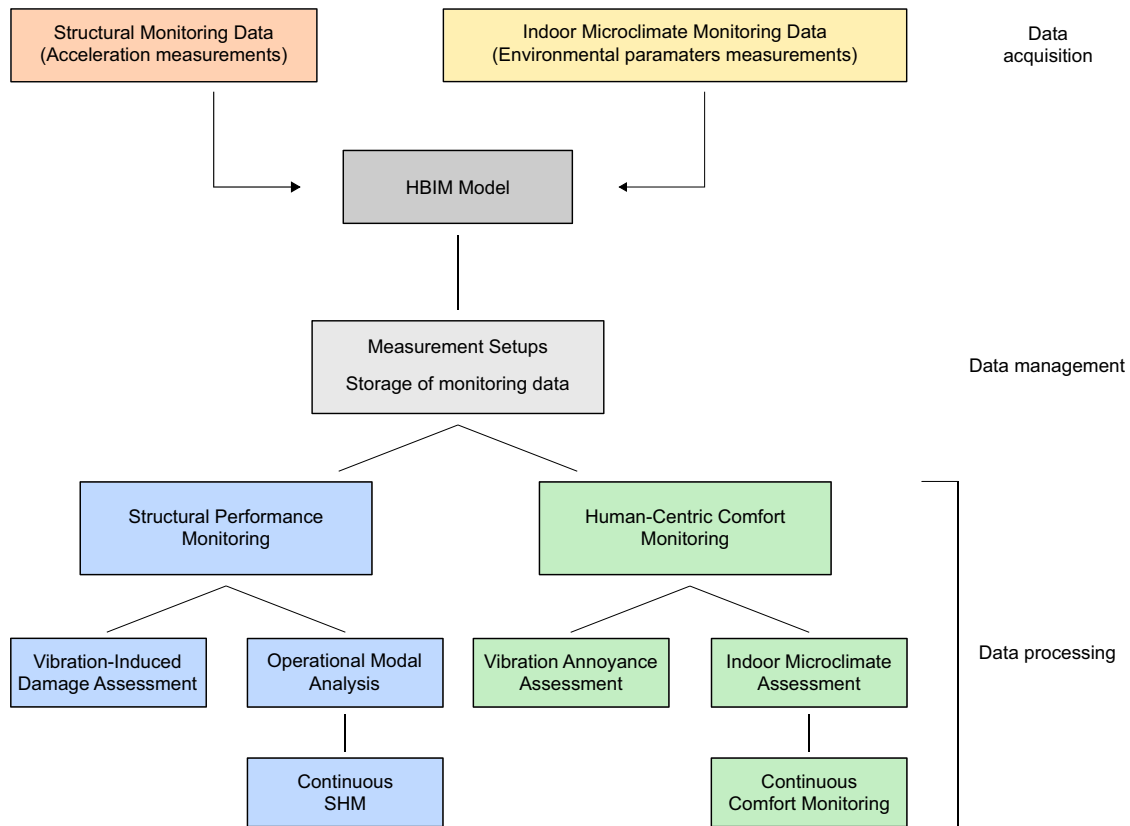 Structural Monitoring Data
(Acceleration measurements)
Indoor Microclimate Monitoring Data
(Environmental paramaters measurements)
Data
acquisition
HBIM Model
Measurement Setups
Storage of monitoring data
Data management
Structural Performance
Monitoring
Human-Centric Comfort
Monitoring
Vibration-Induced
Damage Assessment
Operational Modal
Analysis
Vibration Annoyance
Assessment
Indoor Microclimate
Assessment
Data processing
Continuous
SHM
Continuous
Comfort Monitoring